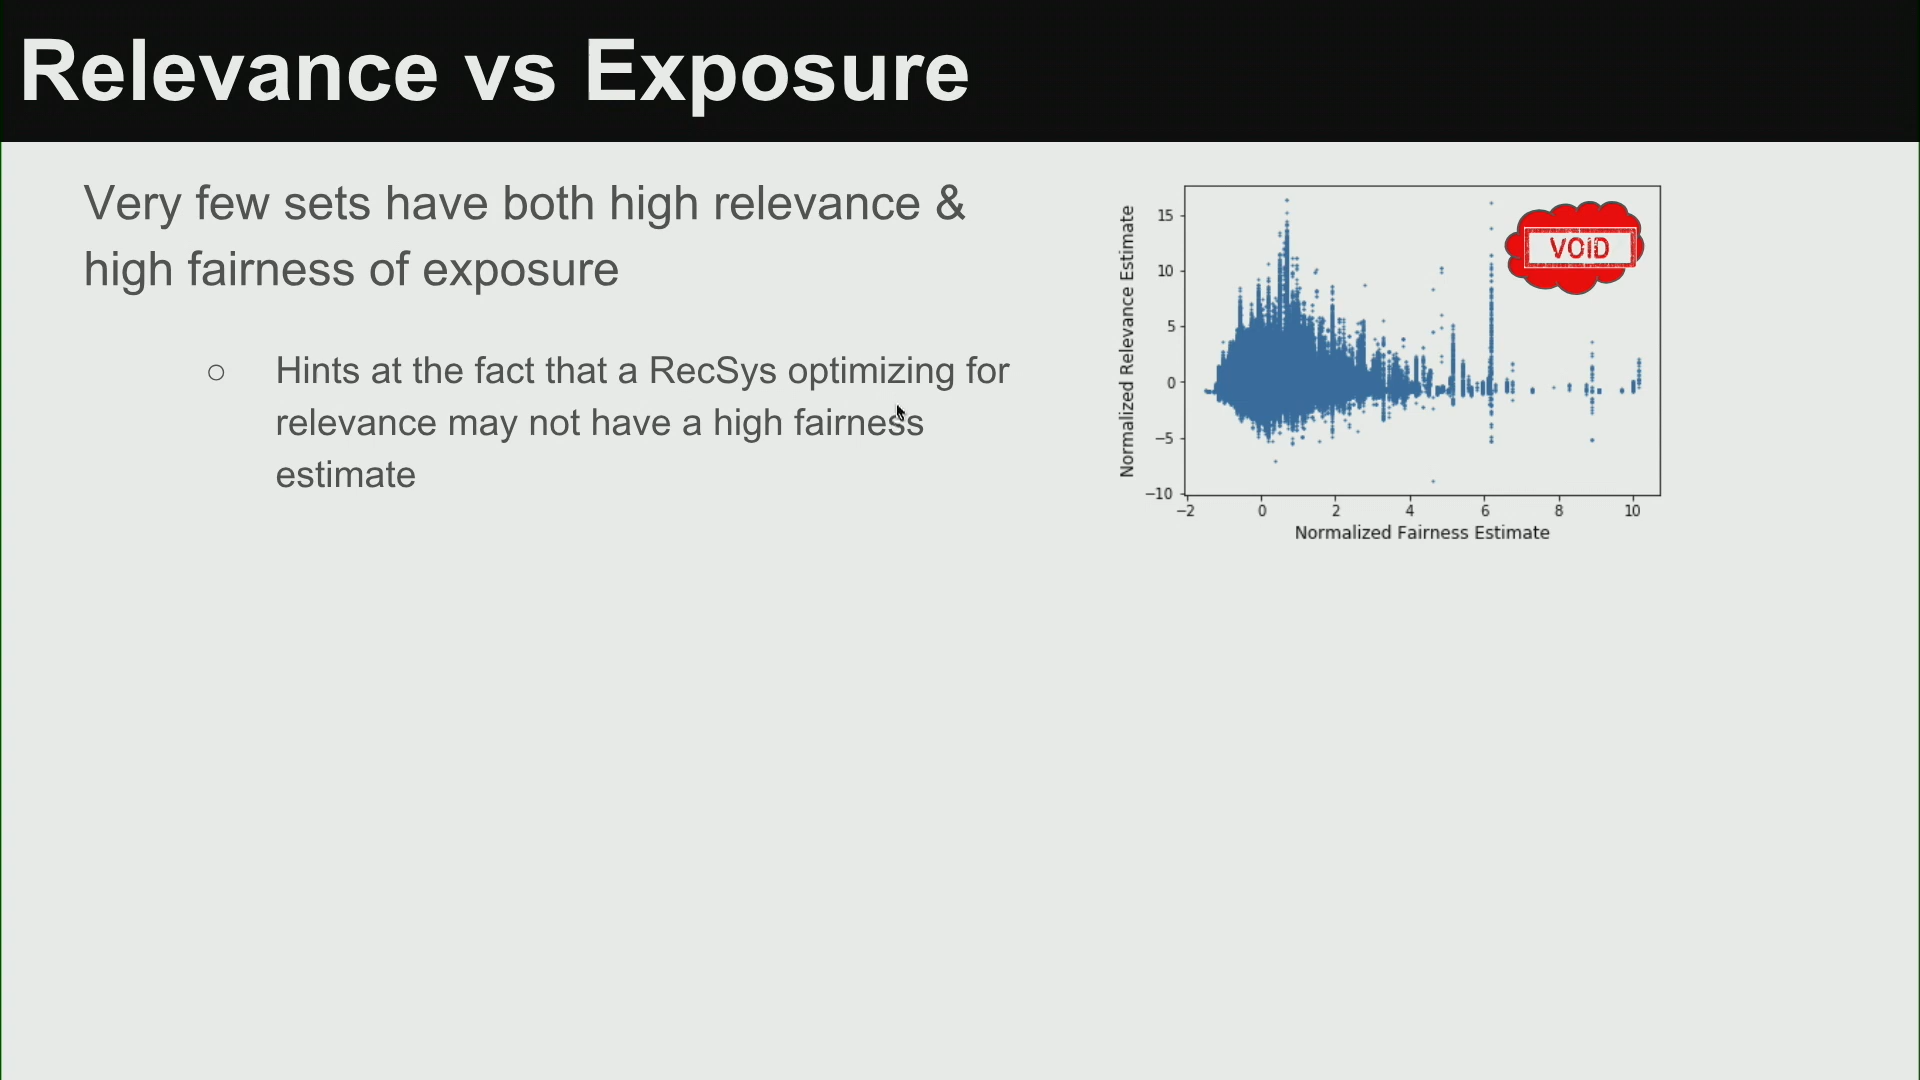 Relevance vs Exposure
Very few sets have both high relevance &
high fairness of exposure
○ Hints at the fact that a RecSys optimizing for
relevance may not have a high fairness
estimate
VOID
Normalized Relevance Estimate
15
10
5
0
−5
−10
−2 0 2 4 6 8 10
Normalized Fairness Estimate